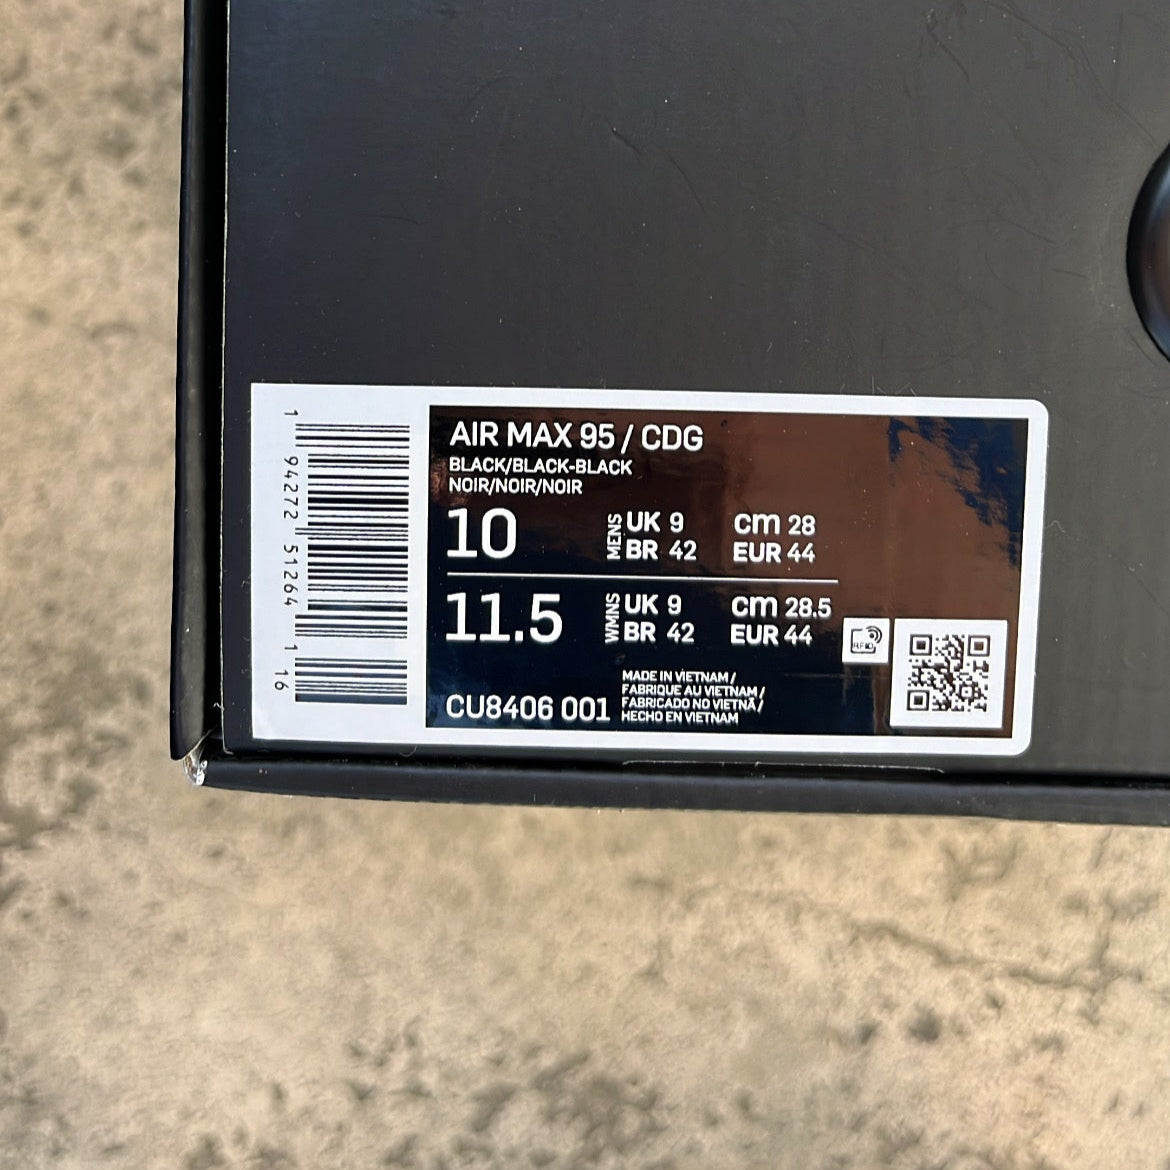 1 94272 51264 1 16
AIR MAX 95 / CDG
BLACK/BLACK-BLACK
NOIR/NOIR/NOIR
10
MENS
UK 9
BR 42
cm 28
EUR 44
11.5
WMNS
UK 9
BR 42
cm 28.5
EUR 44
RFID
CU8406 001
MADE IN VIETNAM /
FABRIQUE AU VIETNAM /
FABRICADO NO VIETNÃ /
HECHO EN VIETNAM